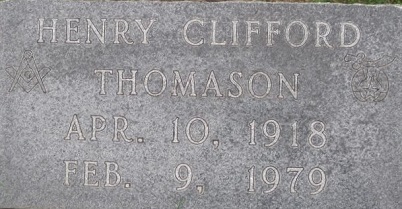 HENRY CLIFFORD
THOMASON
APR. 10, 1918
FEB. 9, 1979